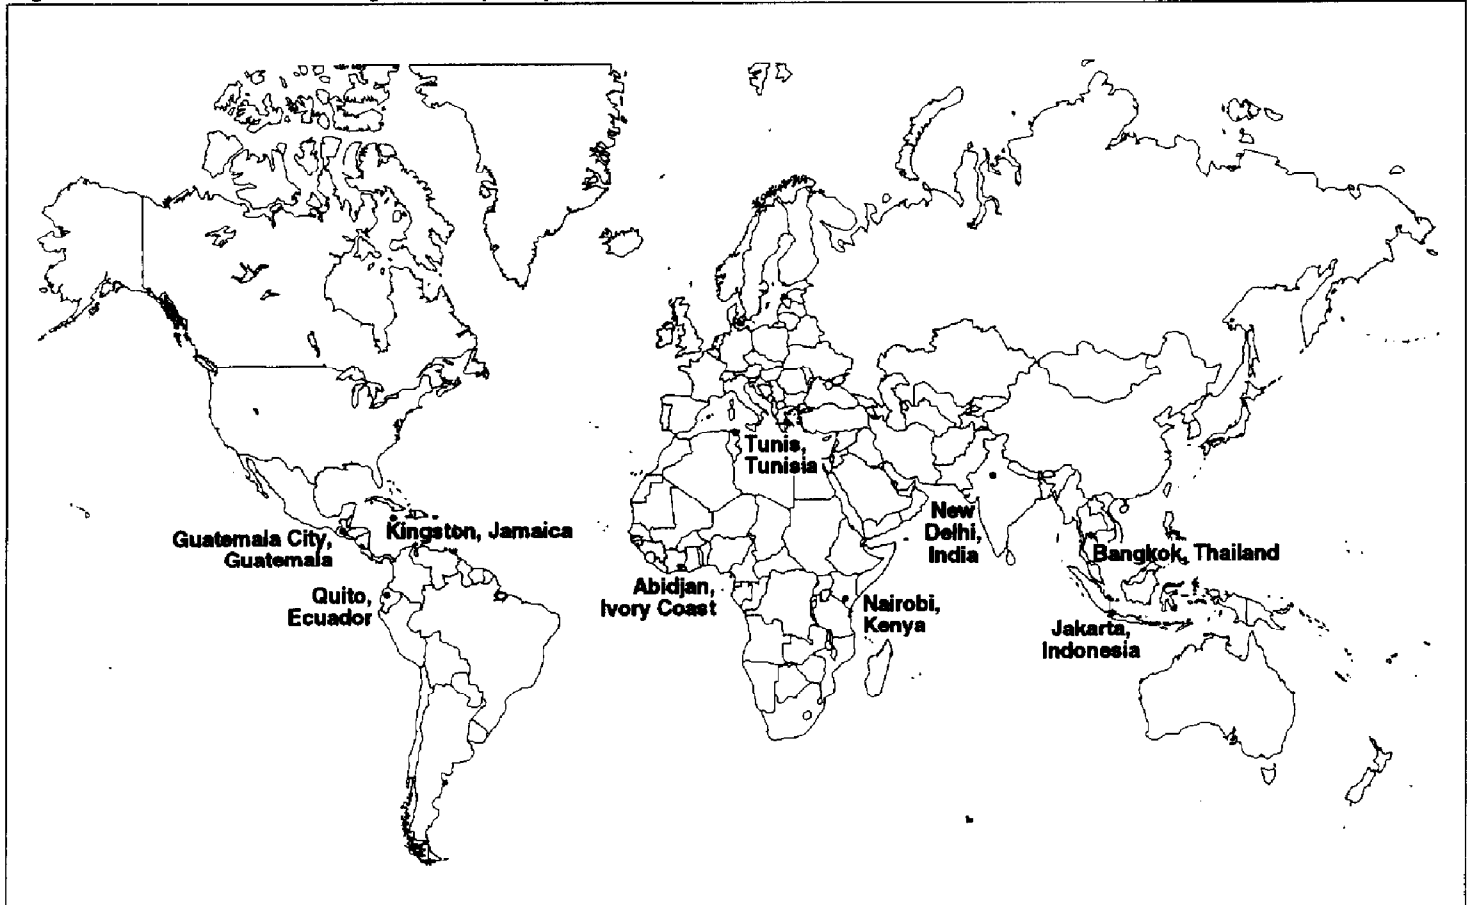 Tunis,
Tunisia
Guatemala City,
Guatemala
Kingston, Jamaica
New
Delhi,
India
Bangkok, Thailand
Quito,
Ecuador
Abidjan,
Ivory Coast
Nairobi,
Kenya
Jakarta,
Indonesia